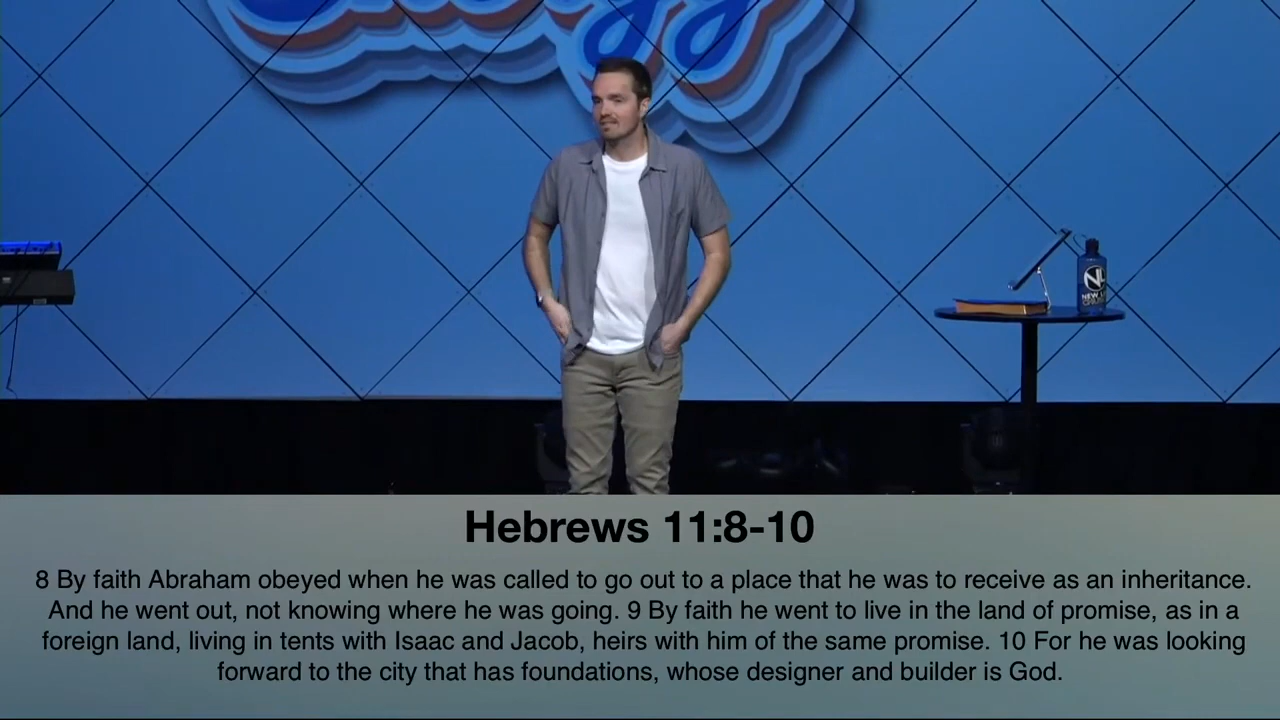 NL
NEW
Hebrews 11:8-10
8 By faith Abraham obeyed when he was called to go out to a place that he was to receive as an inheritance.
And he went out, not knowing where he was going. 9 By faith he went to live in the land of promise, as in a
foreign land, living in tents with Isaac and Jacob, heirs with him of the same promise. 10 For he was looking
forward to the city that has foundations, whose designer and builder is God.